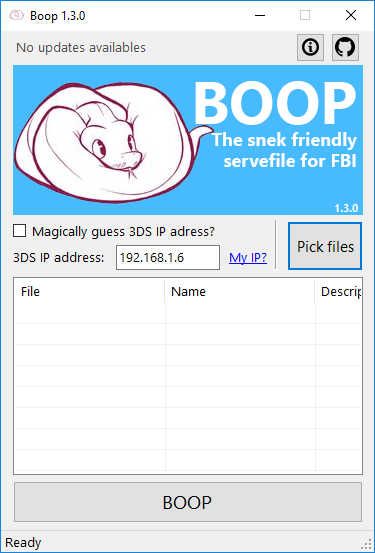 Boop 1.3.0
No updates availables
BOOP
The snek friendly
servefile for FBI
1.3.0
Magically guess 3DS IP adress?
3DS IP address: 192.168.1.6 My IP?
Pick files
File Name Descrip
BOOP
Ready